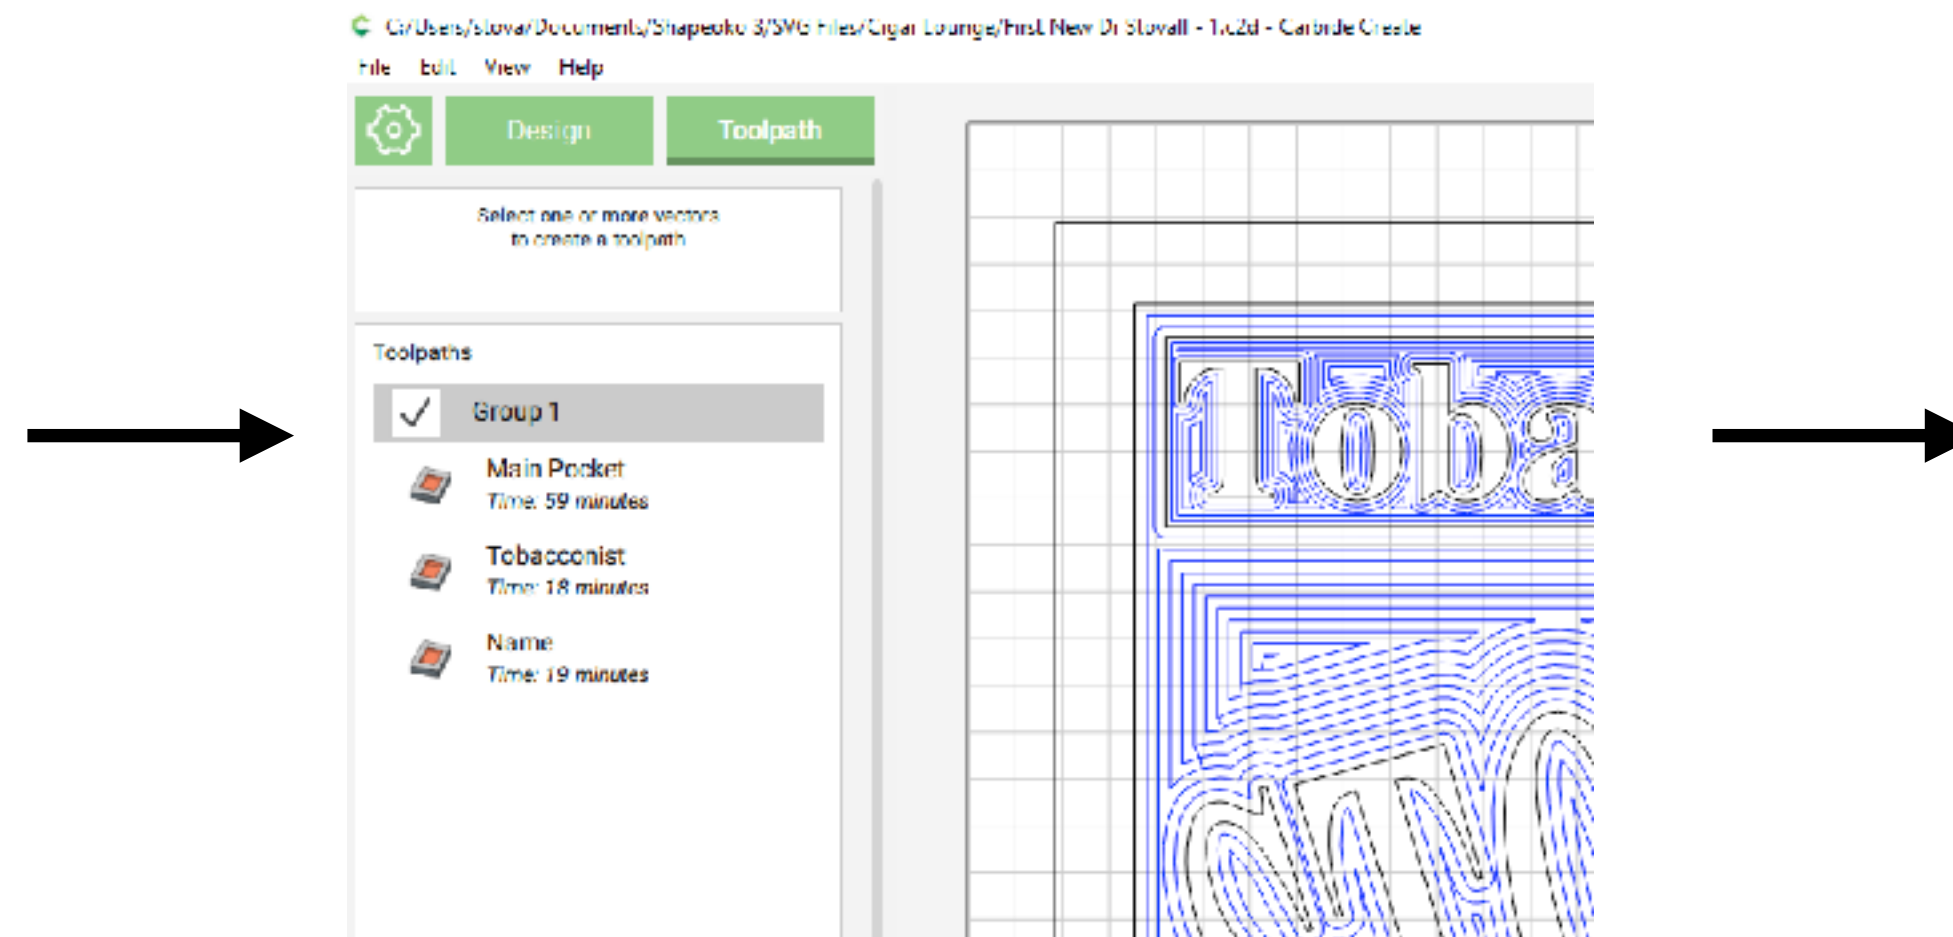 C:/Users/stova/Documents/Shapeoko 3/SVG Files/Cigar Lounge/First New Dr Stovall - 1.c2d - Carbide Create
File Edit View Help
Design Toolpath
Select one or more vectors
to create a toolpath
Toolpaths
Group 1
Main Pocket
Time: 59 minutes
Tobacconist
Time: 18 minutes
Name
Time: 19 minutes
Toba